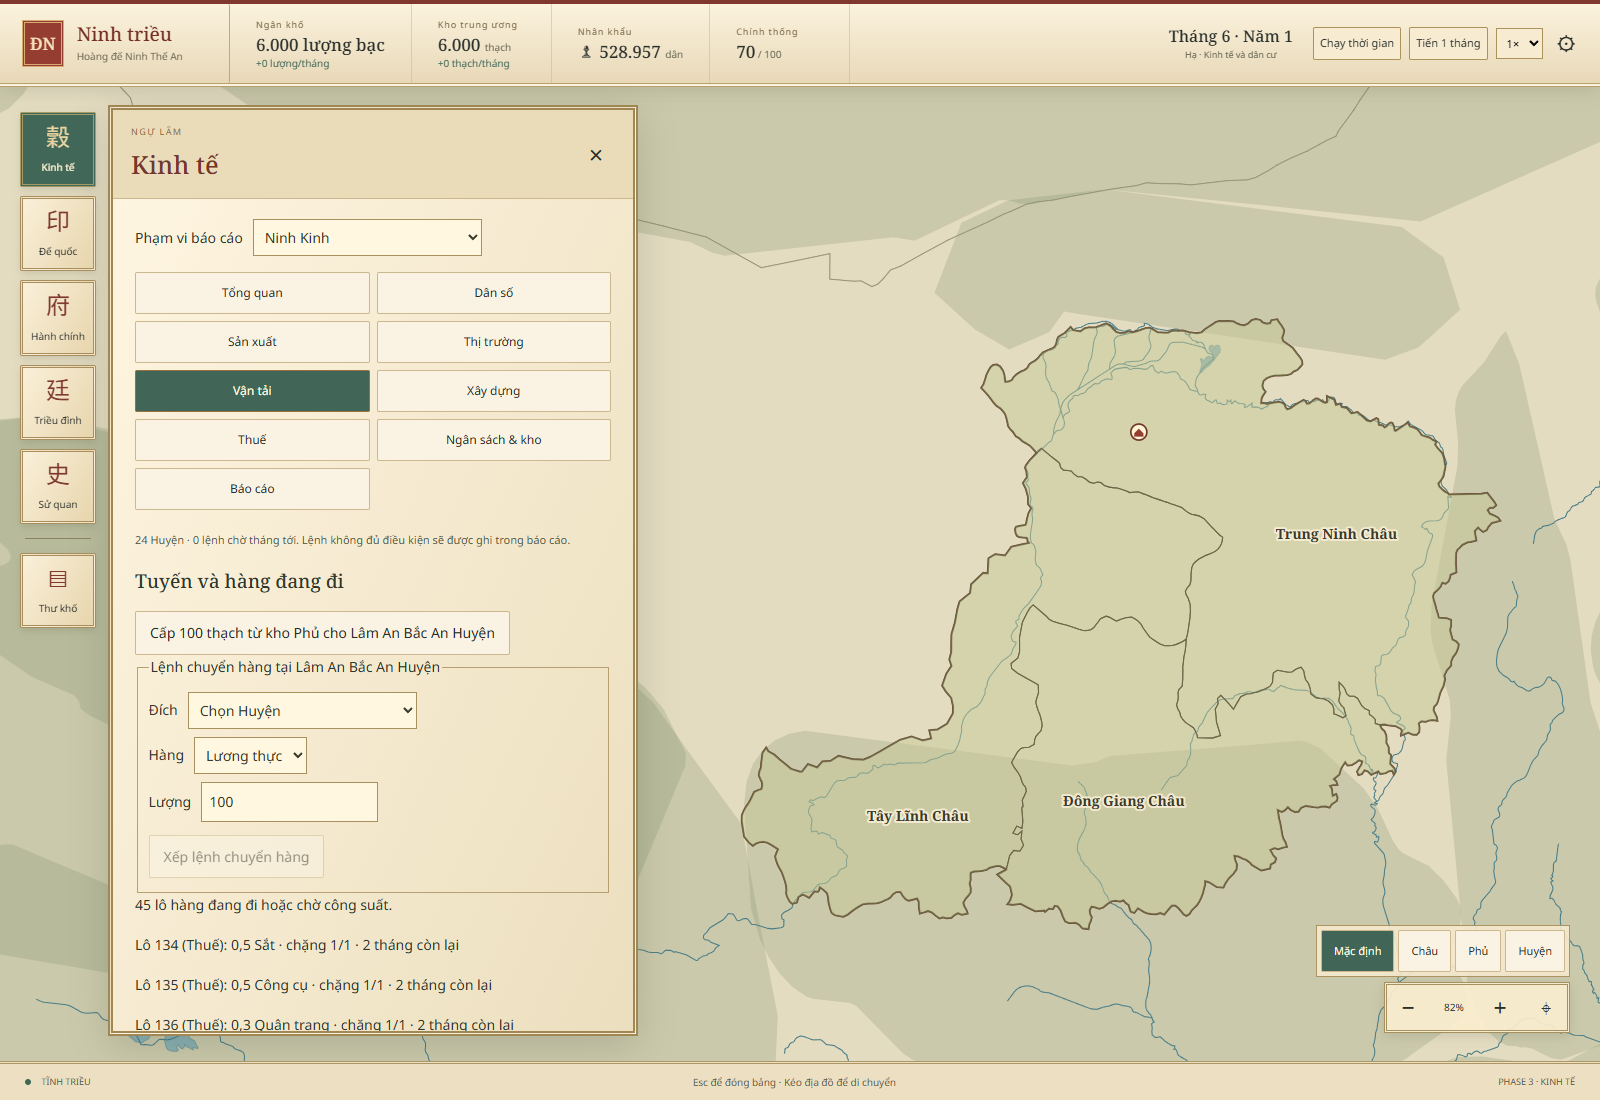 ĐN
Ninh triều
Hoàng đế Ninh Thế An
Ngân khố
6.000 lượng bạc
+0 lượng/tháng
Kho trung ương
6.000 thạch
+0 thạch/tháng
Nhân khẩu
528.957 dân
Chính thống
70 / 100
Tháng 6 · Năm 1
Hạ · Kinh tế và dân cư
Chạy thời gian
Tiến 1 tháng
1×
穀
Kinh tế
印
Đế quốc
府
Hành chính
廷
Triều đình
史
Sử quan
Thư khố
NGỰ LÃM
Kinh tế
×
Phạm vi báo cáo
Ninh Kinh
Tổng quan
Dân số
Sản xuất
Thị trường
Vận tải
Xây dựng
Thuế
Ngân sách & kho
Báo cáo
24 Huyện · 0 lệnh chờ tháng tới. Lệnh không đủ điều kiện sẽ được ghi trong báo cáo.
Tuyến và hàng đang đi
Cấp 100 thạch từ kho Phủ cho Lâm An Bắc An Huyện
Lệnh chuyển hàng tại Lâm An Bắc An Huyện
Đích
Chọn Huyện
Hàng
Lương thực
Lượng
100
Xếp lệnh chuyển hàng
45 lô hàng đang đi hoặc chờ công suất.
Lô 134 (Thuế): 0,5 Sắt · chặng 1/1 · 2 tháng còn lại
Lô 135 (Thuế): 0,5 Công cụ · chặng 1/1 · 2 tháng còn lại
Lô 136 (Thuế): 0,3 Quân trang · chặng 1/1 · 2 tháng còn lại
Trung Ninh Châu
Tây Lĩnh Châu
Đông Giang Châu
Mặc định
Châu
Phủ
Huyện
−
82%
+
TĨNH TRIỀU
Esc để đóng bảng · Kéo địa đồ để di chuyển
PHASE 3 · KINH TẾ